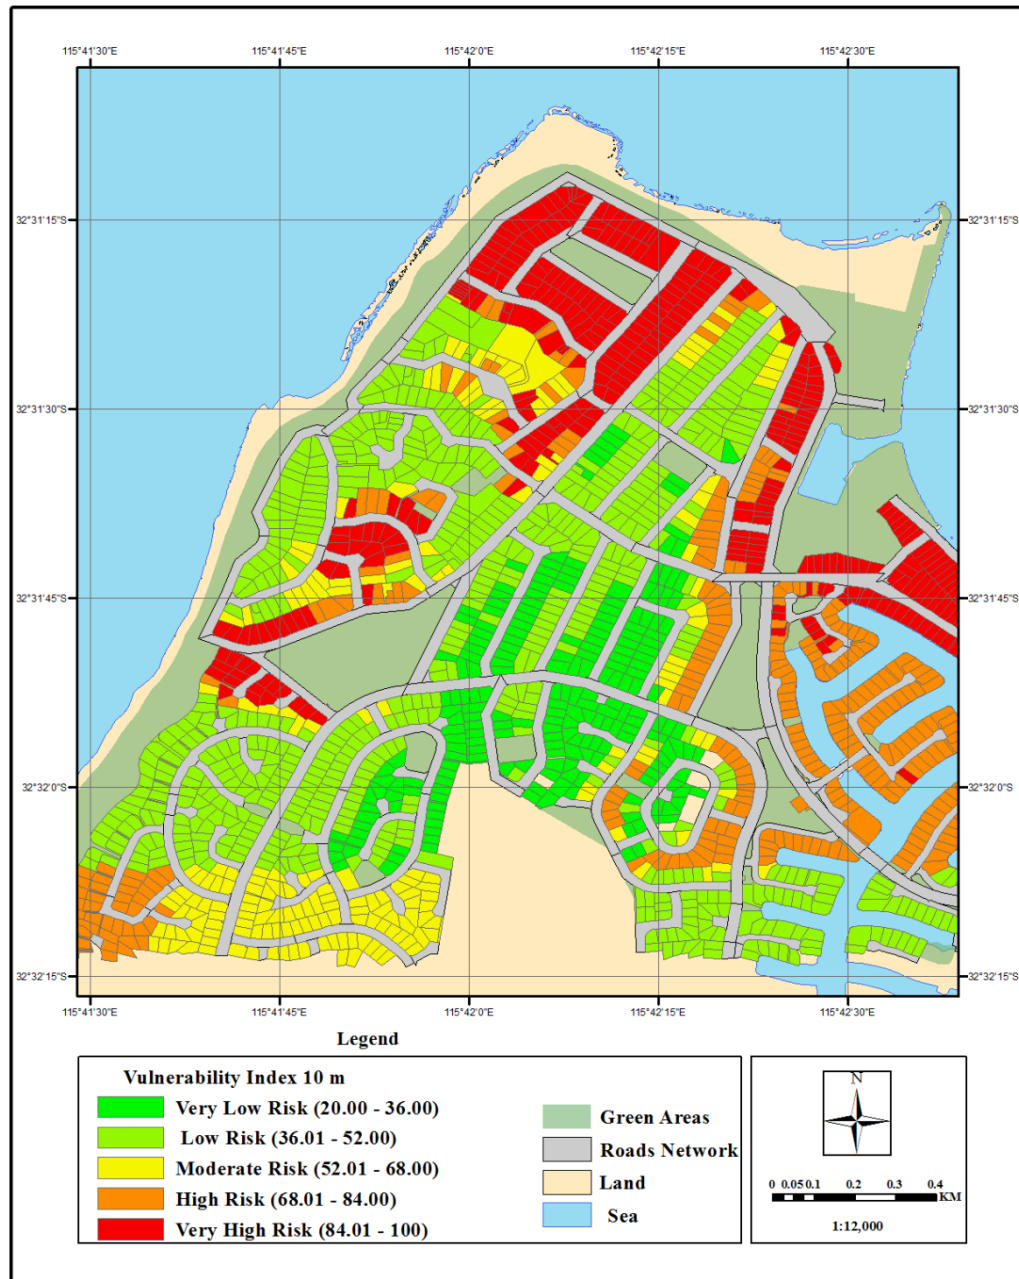 115°41'30"E 115°41'45"E 115°42'0"E 115°42'15"E 115°42'30"E
32°31'15"S 32°31'15"S
32°31'30"S 32°31'30"S
32°31'45"S 32°31'45"S
32°32'0"S 32°32'0"S
32°32'15"S 32°32'15"S
115°41'30"E 115°41'45"E 115°42'0"E 115°42'15"E 115°42'30"E
Legend
Vulnerability Index 10 m
Very Low Risk (20.00 - 36.00)
Low Risk (36.01 - 52.00)
Moderate Risk (52.01 - 68.00)
High Risk (68.01 - 84.00)
Very High Risk (84.01 - 100)
Green Areas
Roads Network
Land
Sea
N
0 0.05 0.1 0.2 0.3 0.4
KM
1:12,000